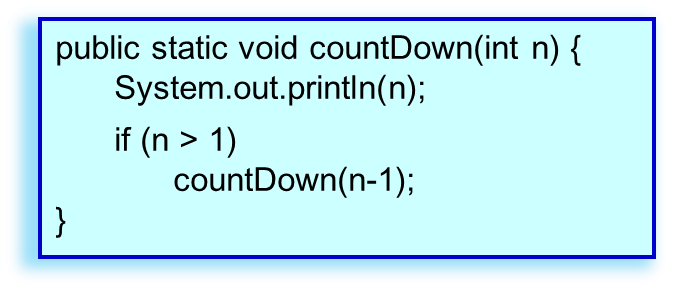 public static void countDown(int n) {
System.out.println(n);
if (n > 1)
countDown(n-1);
}